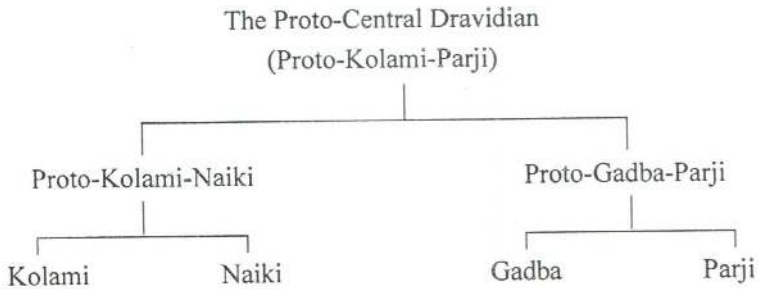 The Proto-Central Dravidian
(Proto-Kolami-Parji)
Proto-Kolami-Naiki Proto-Gadba-Parji
Kolami Naiki Gadba Parji